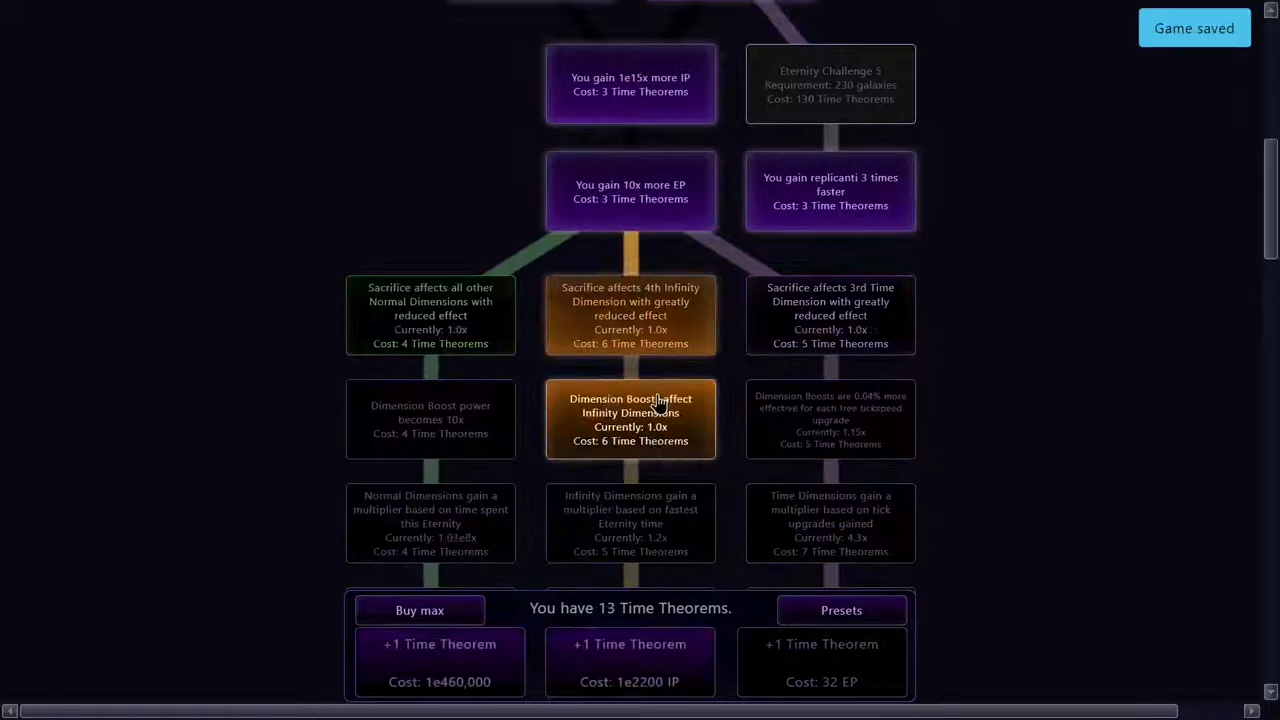 Game saved
You gain 1e15x more IP
Cost: 3 Time Theorems
Eternity Challenge 5
Requirement: 230 galaxies
Cost: 130 Time Theorems
You gain 10x more EP
Cost: 3 Time Theorems
You gain replicanti 3 times
faster
Cost: 3 Time Theorems
Sacrifice affects all other
Normal Dimensions with
reduced effect
Currently: 1.0x
Cost: 4 Time Theorems
Sacrifice affects 4th Infinity
Dimension with greatly
reduced effect
Currently: 1.0x
Cost: 6 Time Theorems
Sacrifice affects 3rd Time
Dimension with greatly
reduced effect
Currently: 1.0x
Cost: 5 Time Theorems
Dimension Boost power
becomes 10x
Cost: 4 Time Theorems
Dimension Boosts affect
Infinity Dimensions
Currently: 1.0x
Cost: 6 Time Theorems
Dimension Boosts are 0.04% more
effective for each free tickspeed
upgrade
Currently: 1.15x
Cost: 5 Time Theorems
Normal Dimensions gain a
multiplier based on time spent
this Eternity
Currently:
Cost: 4 Time Theorems
Infinity Dimensions gain a
multiplier based on fastest
Eternity time
Currently: 1.2x
Cost: 5 Time Theorems
Time Dimensions gain a
multiplier based on tick
upgrades gained
Currently: 4.3x
Cost: 7 Time Theorems
Buy max
You have 13 Time Theorems.
Presets
+1 Time Theorem
Cost: 1e460,000
+1 Time Theorem
Cost: 1e2200 IP
+1 Time Theorem
Cost: 32 EP